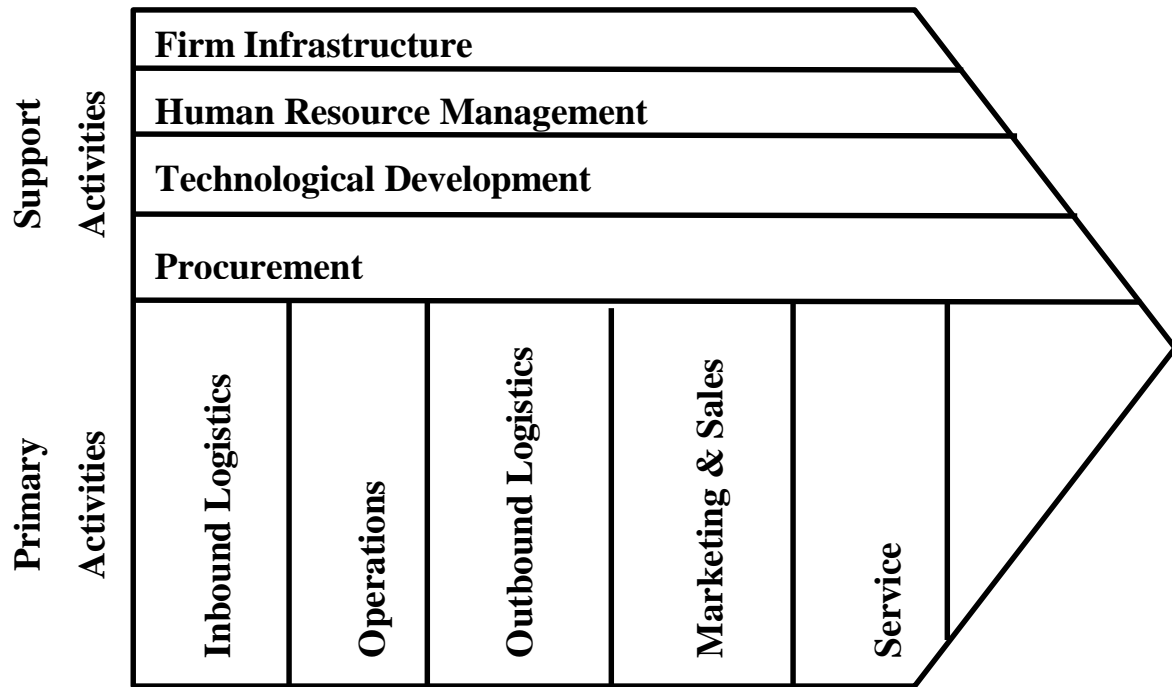 Support
Activities
Firm Infrastructure
Human Resource Management
Technological Development
Procurement
Primary
Activities
Inbound Logistics
Operations
Outbound Logistics
Marketing & Sales
Service